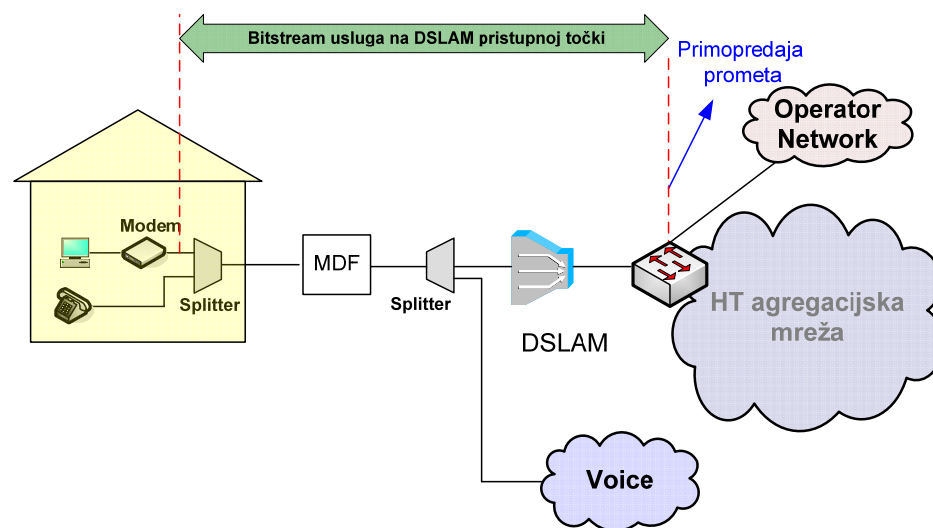 Bitstream usluga na DSLAM pristupnoj točki
Primopredaja
prometa
Operator
Network
Modem
Splitter
MDF
Splitter
DSLAM
HT agregacijska
mreža
Voice